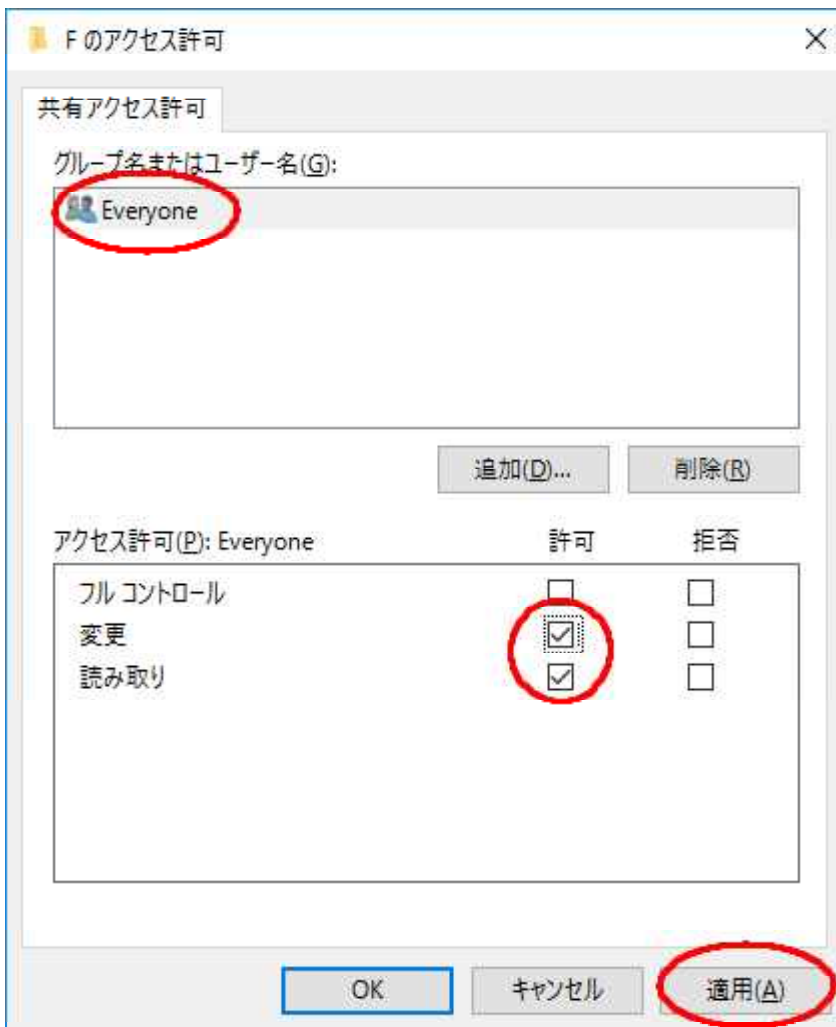 F のアクセス許可
共有アクセス許可
グループ名またはユーザー名(G):
Everyone
追加(D)... 削除(R)
アクセス許可(P): Everyone 許可 拒否
フル コントロール
変更
読み取り
OK キャンセル 適用(A)